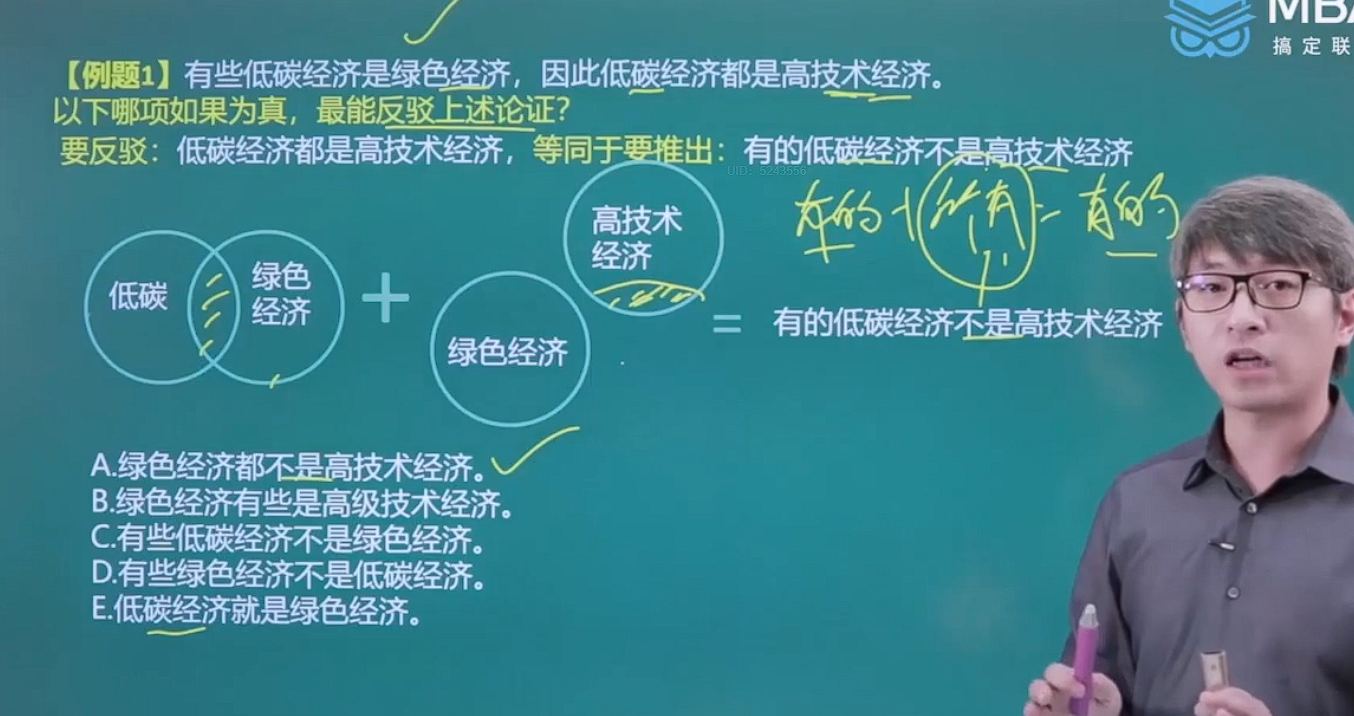 MBA
搞定联
【例题1】有些低碳经济是绿色经济，因此低碳经济都是高技术经济。
以下哪项如果为真，最能反驳上述论证？
要反驳：低碳经济都是高技术经济，等同于要推出：有的低碳经济不是高技术经济
UID: 5243556
有的 + 所有 = 有的
高技术
经济
低碳
绿色
经济
+
绿色经济
=
有的低碳经济不是高技术经济
A.绿色经济都不是高技术经济。
B.绿色经济有些是高级技术经济。
C.有些低碳经济不是绿色经济。
D.有些绿色经济不是低碳经济。
E.低碳经济就是绿色经济。